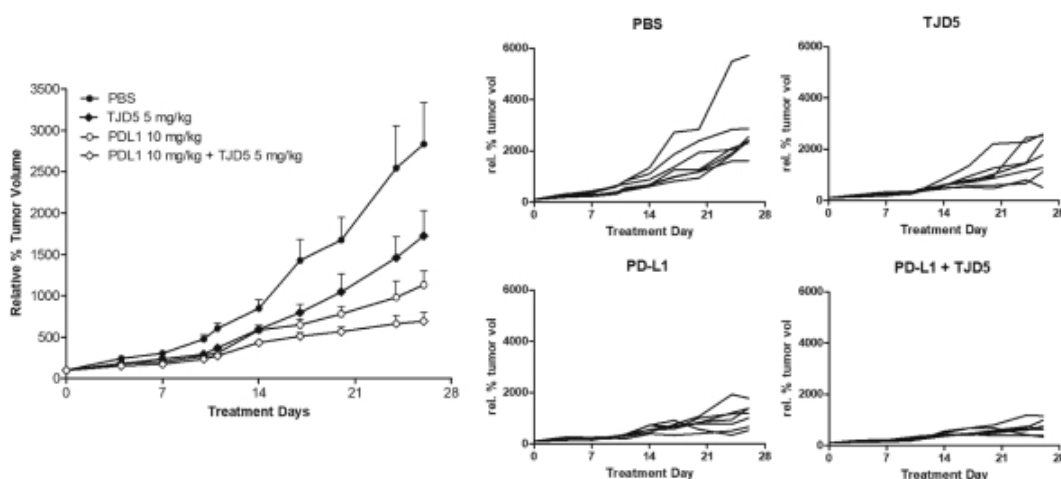 3500
3000
2500
2000
1500
1000
500
0
Relative % Tumor Volume
PBS
TJD5 5 mg/kg
PDL1 10 mg/kg
PDL1 10 mg/kg + TJD5 5 mg/kg
0 7 14 21 28
Treatment Days
PBS
6000
4000
2000
0
rel. % tumor vol
0 7 14 21 28
Treatment Day
TJD5
6000
4000
2000
0
rel. % tumor vol
0 7 14 21 28
Treatment Day
PD-L1
6000
4000
2000
0
rel. % tumor vol
0 7 14 21 28
Treatment Day
PD-L1 + TJD5
6000
4000
2000
0
rel. % tumor vol
0 7 14 21 28
Treatment Day